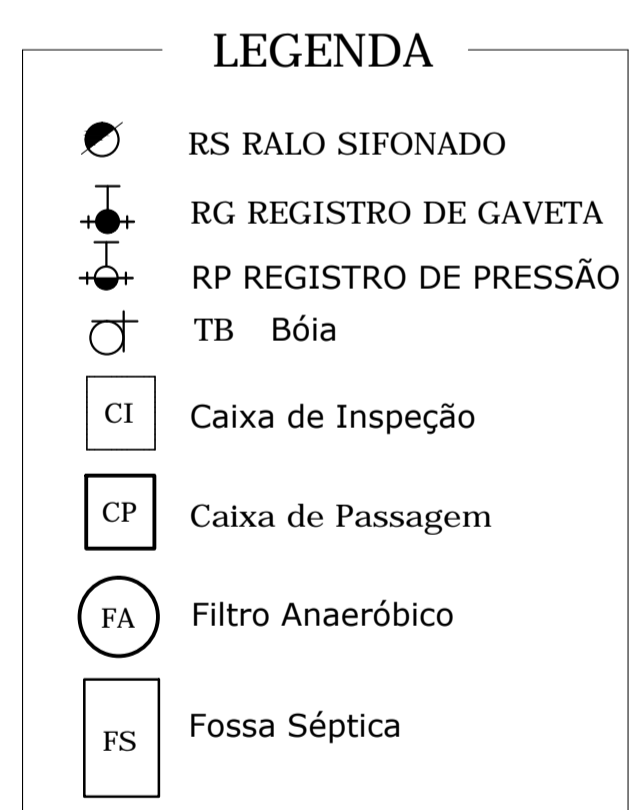 LEGENDA
RS RALO SIFONADO
RG REGISTRO DE GAVETA
RP REGISTRO DE PRESSÃO
TB Bóia
CI Caixa de Inspeção
CP Caixa de Passagem
FA Filtro Anaeróbico
FS Fossa Séptica